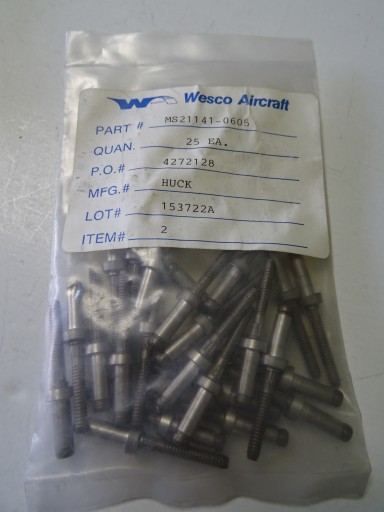 Wesco Aircraft
PART # MS21141-0605
QUAN. 25 EA.
P.O.# 4272128
MFG.# HUCK
LOT# 153722A
ITEM# 2